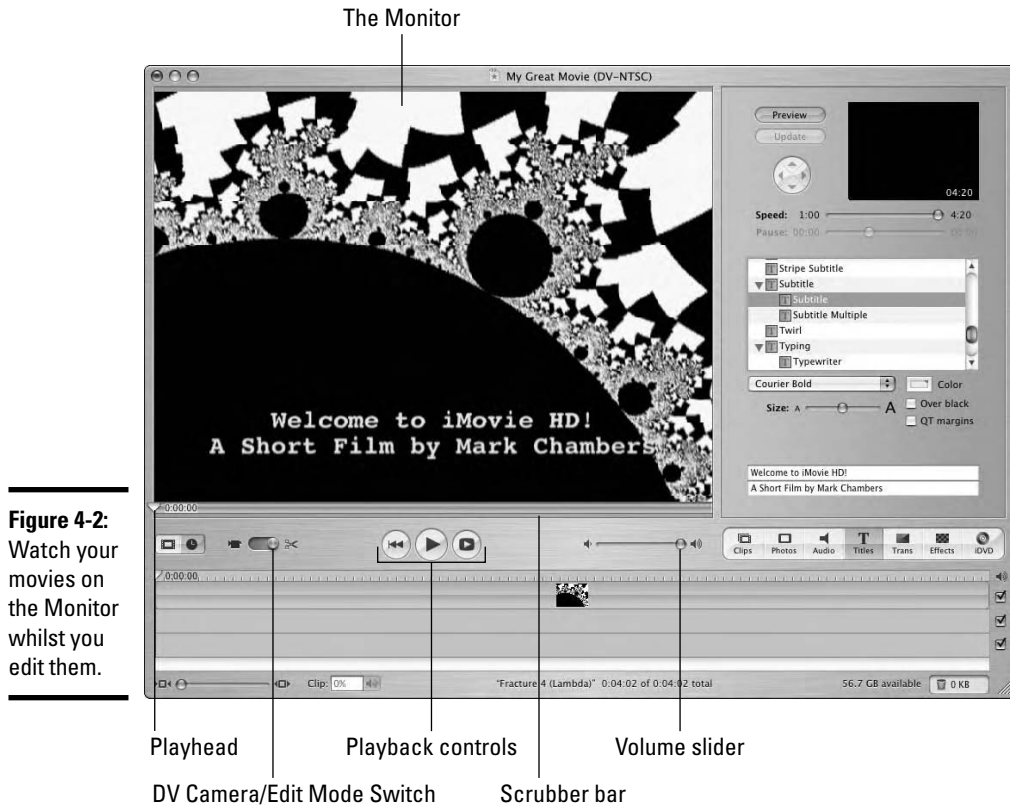 The Monitor
My Great Movie (DV-NTSC)
Preview
Update
04:20
Speed: 1:00 4:20
Pause: 00:00 00:00
Stripe Subtitle
Subtitle
Subtitle
Subtitle Multiple
Twirl
Typing
Typewriter
Courier Bold
Color
Size: A A
Over black
QT margins
Welcome to iMovie HD!
A Short Film by Mark Chambers
Welcome to iMovie HD!
A Short Film by Mark Chambers
0:00:00
Clips Photos Audio Titles Trans Effects iDVD
0:00:00
Clip: 0%
"Fracture 4 (Lambda)" 0:04:02 of 0:04:02 total
56.7 GB available
0 KB
Figure 4-2:
Watch your
movies on
the Monitor
whilst you
edit them.
Playhead
Playback controls
Volume slider
DV Camera/Edit Mode Switch
Scrubber bar